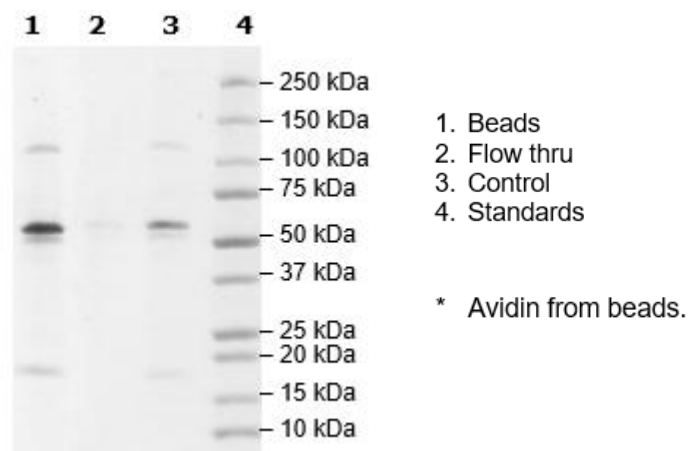 1 2 3 4
250 kDa
150 kDa
100 kDa
75 kDa
50 kDa
37 kDa
25 kDa
20 kDa
15 kDa
10 kDa
1. Beads
2. Flow thru
3. Control
4. Standards
* Avidin from beads.